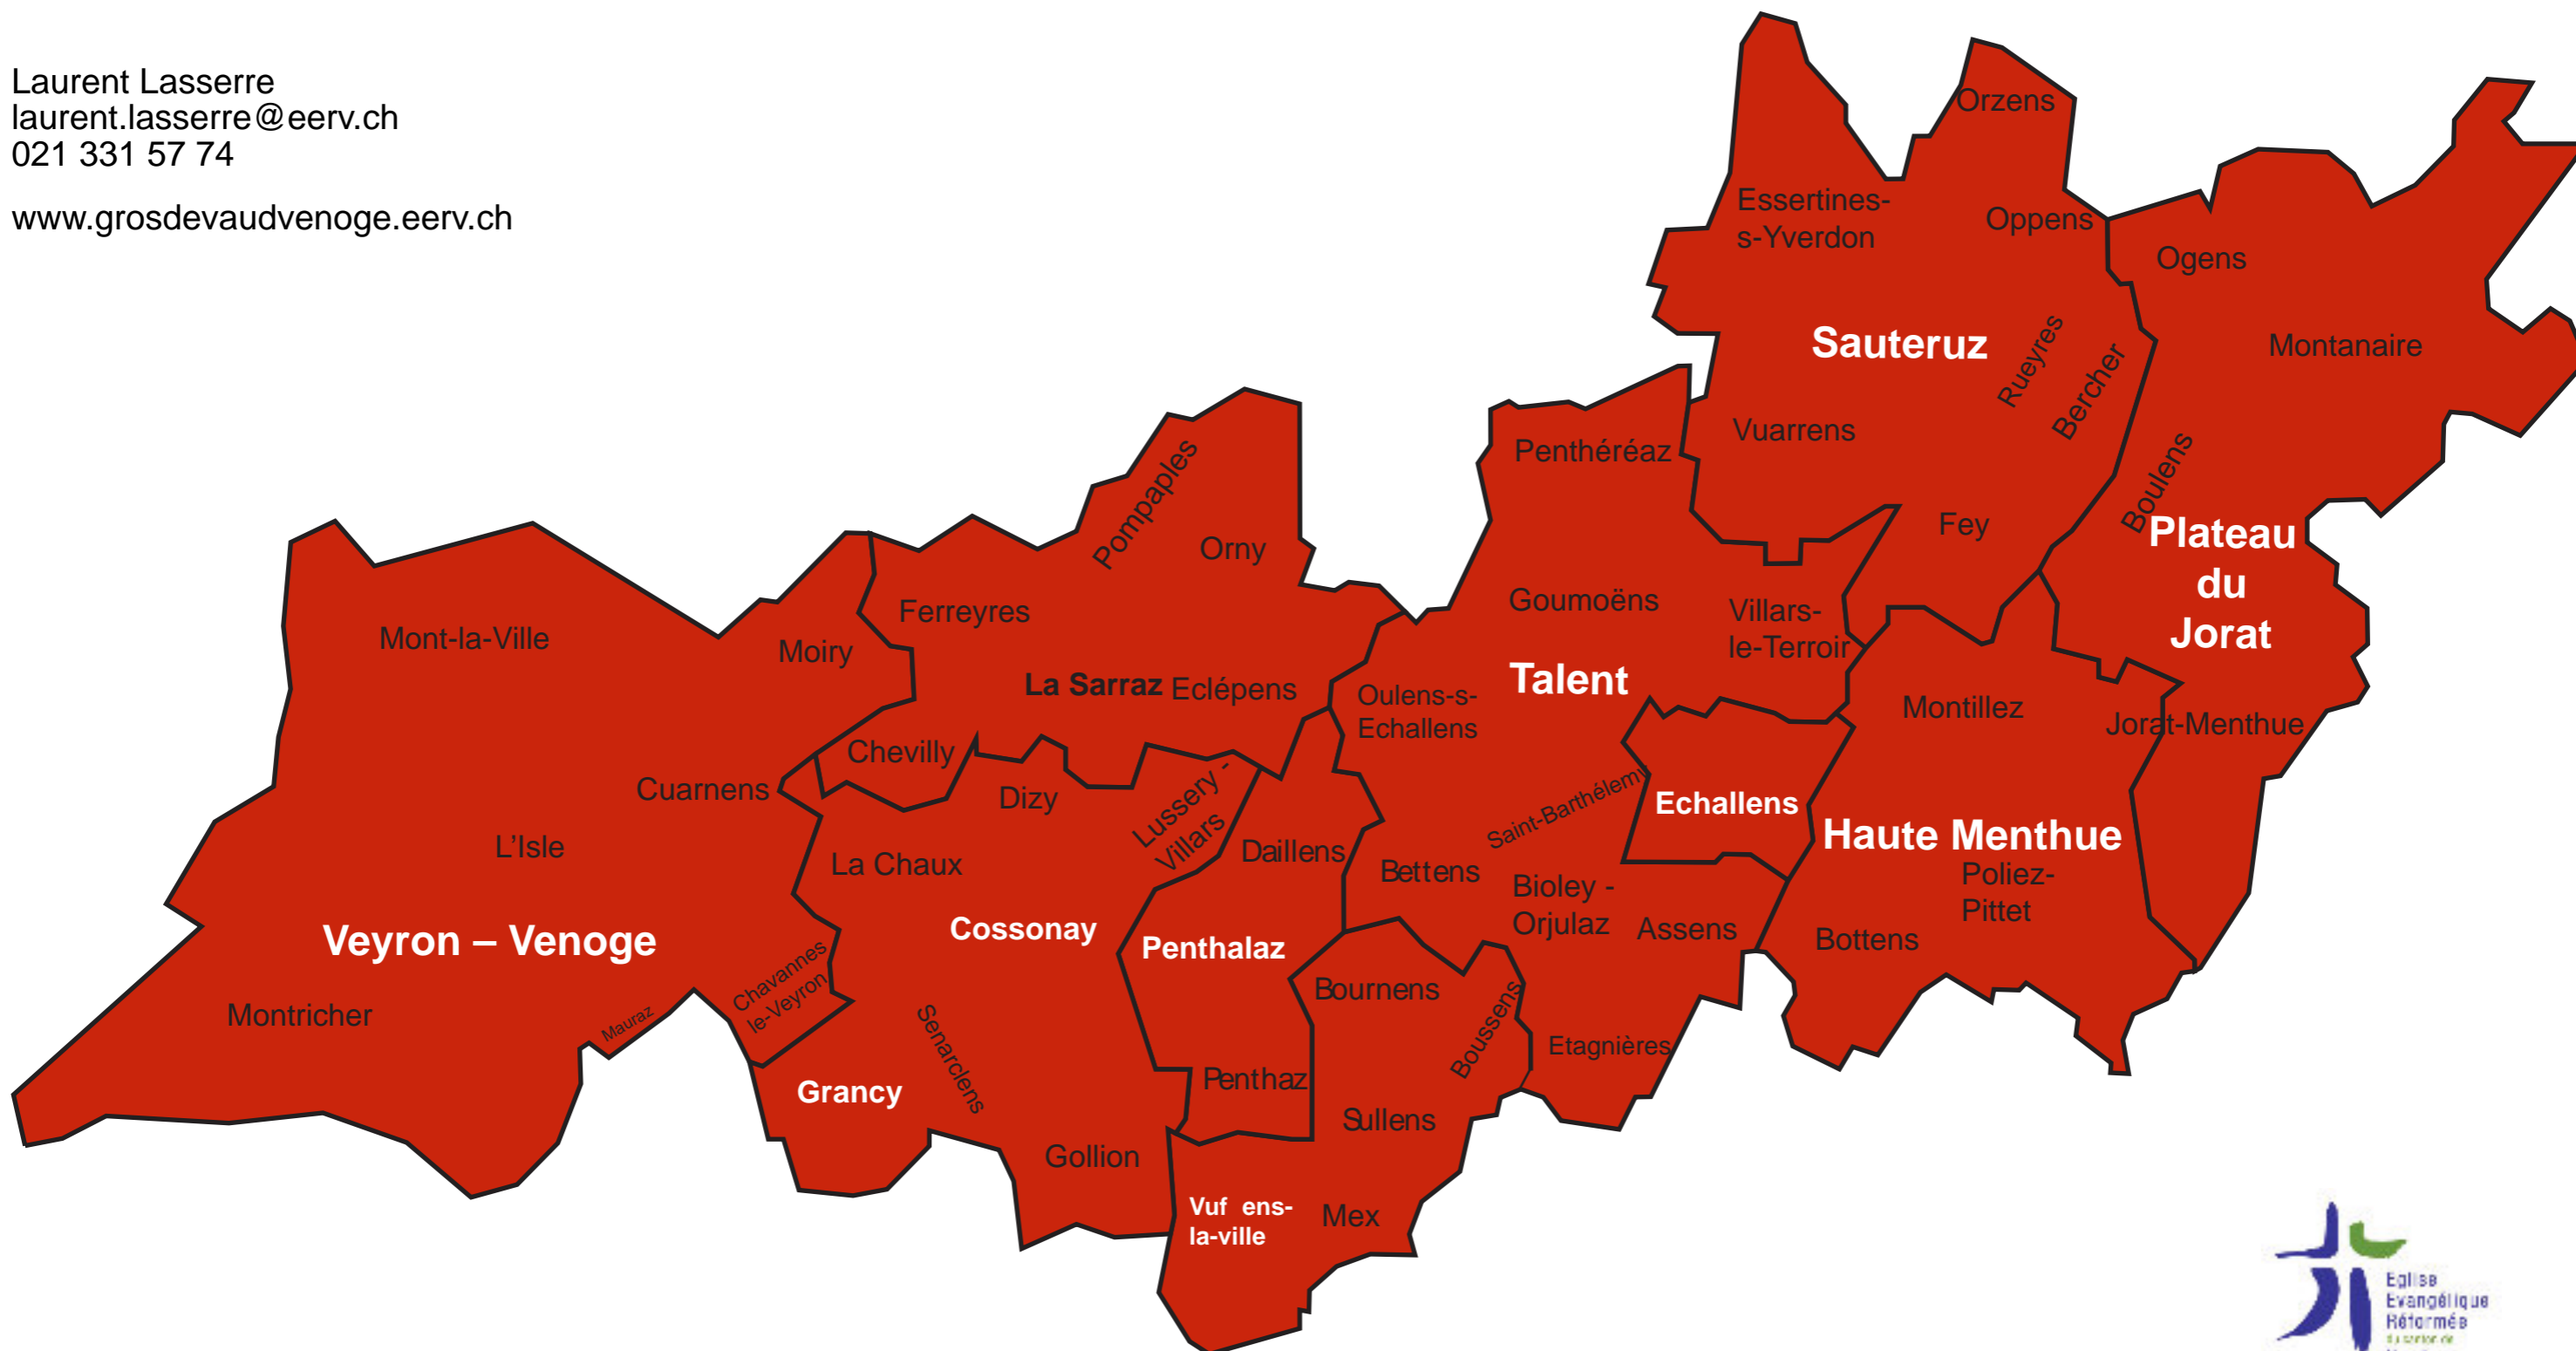 Laurent Lasserre
laurent.lasserre@eerv.ch
021 331 57 74
www.grosdevaudvenoge.eerv.ch
Orzens
Essertines-
s-Yverdon
Oppens
Ogens
Sauteruz
Rueyres
Bercher
Montanaire
Vuarrens
Penthéréaz
Boulens
Fey
Plateau
du
Jorat
Pompaples
Orny
Ferreyres
Goumoëns
Villars-
le-Terroir
Mont-la-Ville
Moiry
La Sarraz
Eclépens
Talent
Oulens-s-
Echallens
Montillez
Jorat-Menthue
Chevilly
Cuarnens
Dizy
Lussery -
Villars
Saint-Barthélemy
Echallens
L'Isle
La Chaux
Daillens
Bettens
Haute Menthue
Poliez-
Pittet
Bioley -
Orjulaz
Assens
Bottens
Veyron – Venoge
Cossonay
Penthalaz
Chavannes
le-Veyron
Bournens
Boussens
Montricher
Mauraz
Senarclens
Etagnières
Grancy
Penthaz
Sullens
Gollion
Vuf ens-
la-ville
Mex
Eglise
Evangélique
Réformée
du canton de